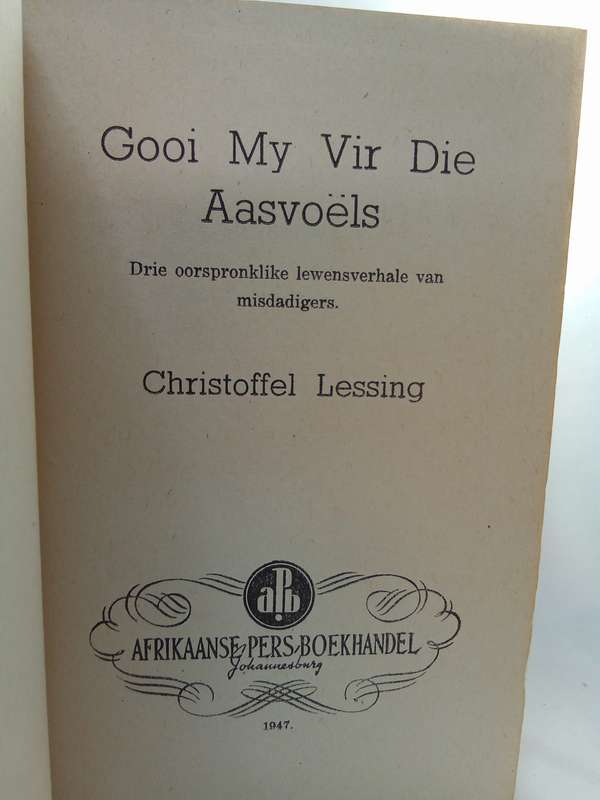 Gooi My Vir Die
Aasvoëls
Drie oorspronklike lewensverhale van
misdadigers.
Christoffel Lessing
aPb
AFRIKAANSE PERS BOEKHANDEL
Johannesburg
1947.